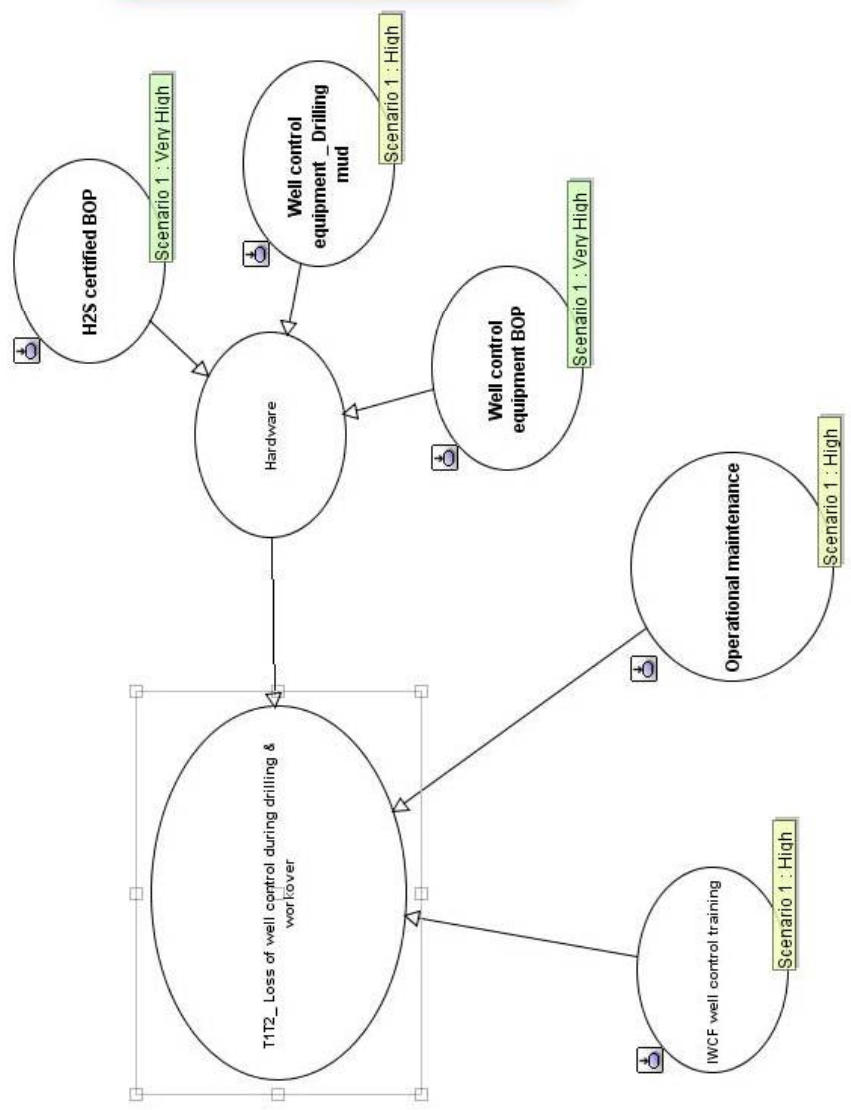 H2S certified BOP
Scenario 1 : Very High
Well control
equipment _ Drilling
mud
Scenario 1 : High
Hardware
T1T2_ Loss of well control during drilling &
workover
Well control
equipment BOP
Scenario 1 : Very High
Operational maintenance
Scenario 1 : High
IWCF well control training
Scenario 1 : High